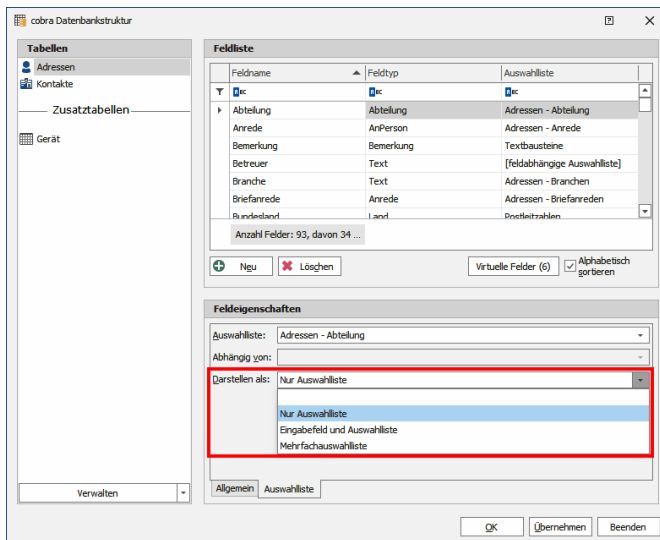 cobra Datenbankstruktur
Tabellen
Adressen
Kontakte
Zusatztabellen
Gerät
Verwalten
Feldliste
Feldname Feldtyp Auswahlliste
Abteilung Abteilung Adressen - Abteilung
Anrede AnPerson Adressen - Anrede
Bemerkung Bemerkung Textbausteine
Betreuer Text [feldabhängige Auswahlliste]
Branche Text Adressen - Branchen
Briefanrede Anrede Adressen - Briefanreden
Bundesland Land Postleitzahlen
Anzahl Felder: 93, davon 34 ...
Neu Löschen Virtuelle Felder (6) Alphabetisch
sortieren
Feldeigenschaften
Auswahlliste: Adressen - Abteilung
Abhängig von:
Darstellen als: Nur Auswahlliste
Nur Auswahlliste
Eingabefeld und Auswahlliste
Mehrfachauswahlliste
Allgemein Auswahlliste
OK Übernehmen Beenden